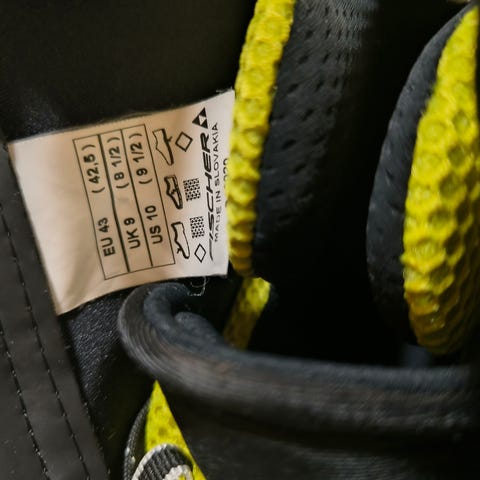 EU 43 (42,5)
UK 9 (8 1/2)
US 10 (9 1/2)
FISCHER
MADE IN SLOVAKIA